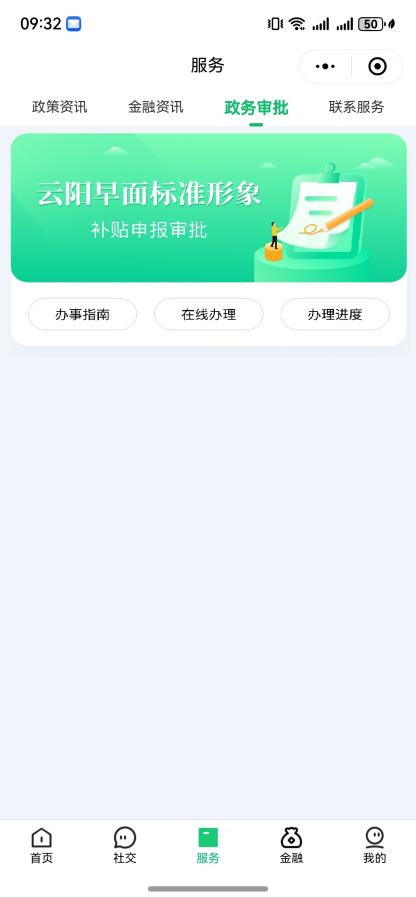 09:32
50
服务
政策资讯 金融资讯 政务审批 联系服务
云阳早面标准形象
补贴申报审批
办事指南 在线办理 办理进度
首页 社交 服务 金融 我的